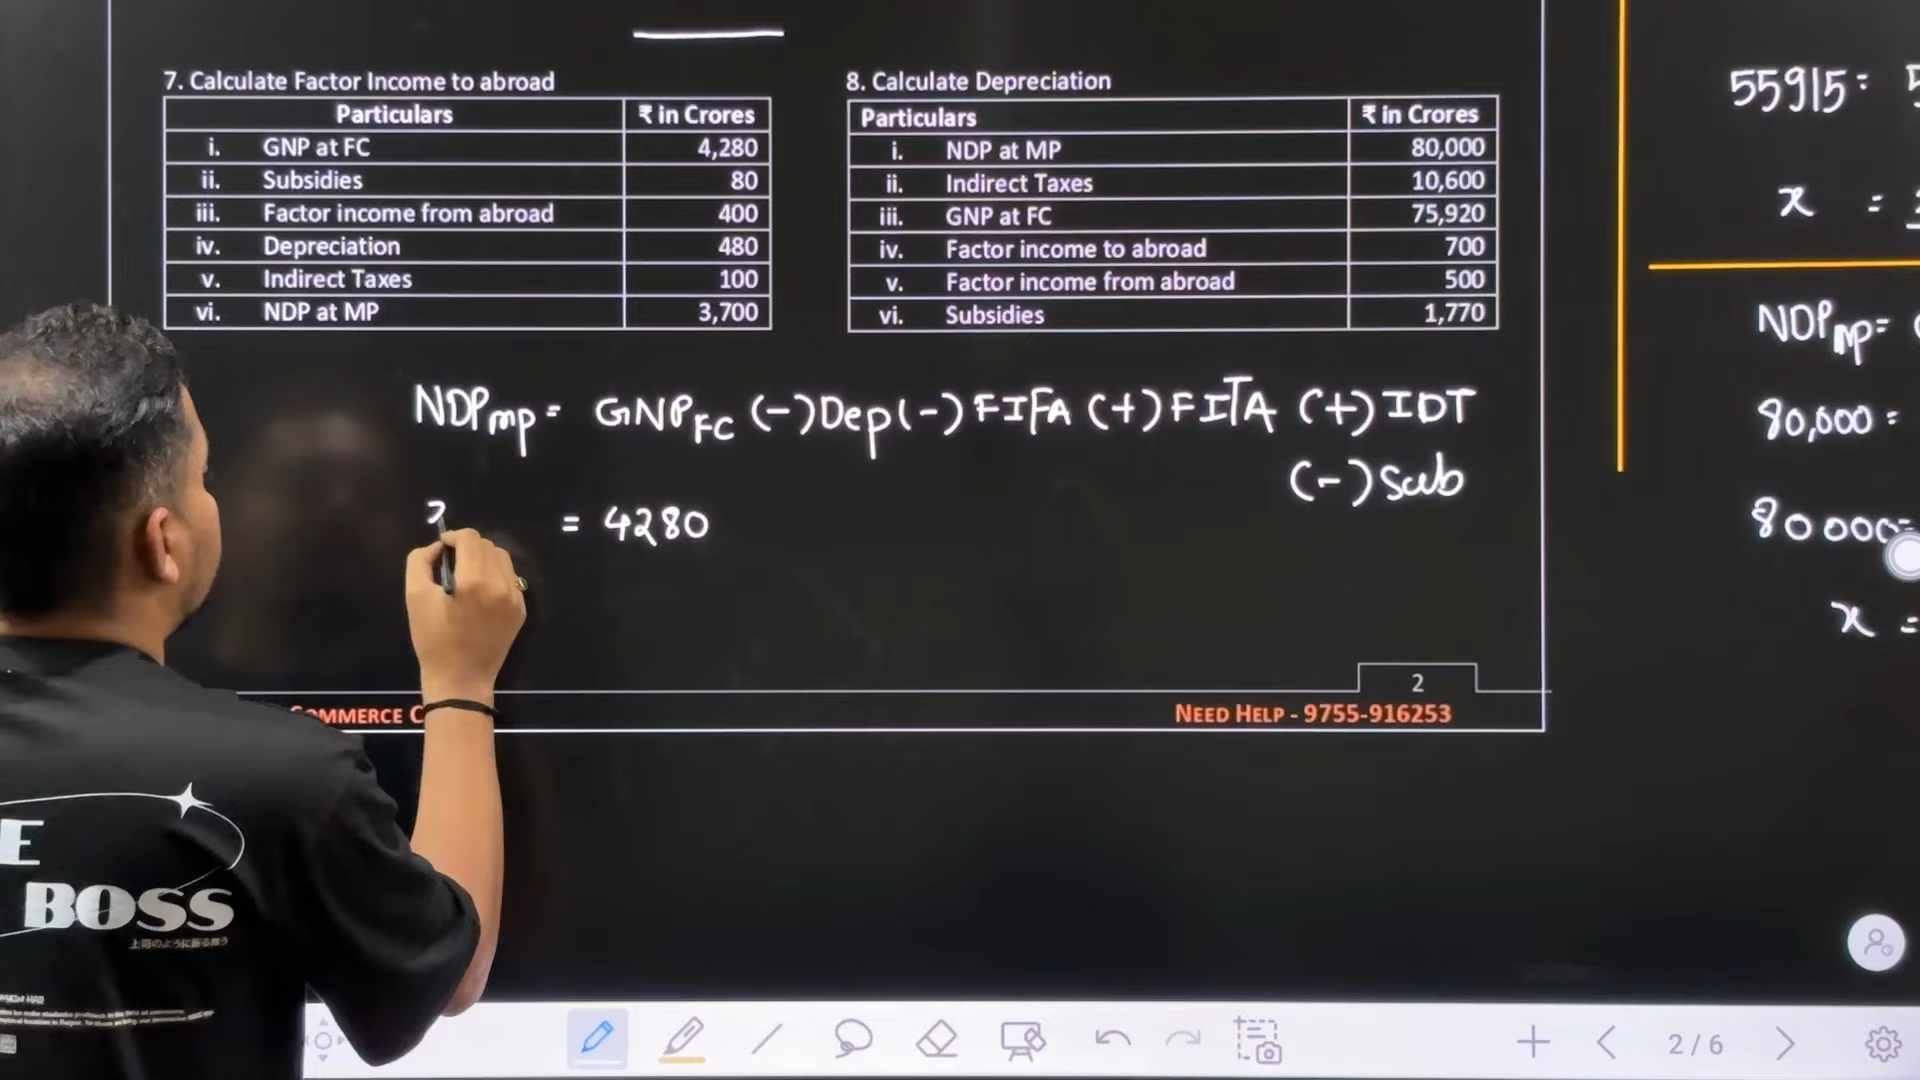 7. Calculate Factor Income to abroad
Particulars ₹ in Crores
i. GNP at FC 4,280
ii. Subsidies 80
iii. Factor income from abroad 400
iv. Depreciation 480
v. Indirect Taxes 100
vi. NDP at MP 3,700
8. Calculate Depreciation
Particulars ₹ in Crores
i. NDP at MP 80,000
ii. Indirect Taxes 10,600
iii. GNP at FC 75,920
iv. Factor income to abroad 700
v. Factor income from abroad 500
vi. Subsidies 1,770
NDPmp = GNPFC (-) Dep (-) FIFA (+) FITA (+) IDT
(-) Sub
= 4280
55915 =
x =
NDPmp =
80,000 =
80000 =
x =
2
COMMERCE C
NEED HELP - 9755-916253
E
BOSS
2 / 6